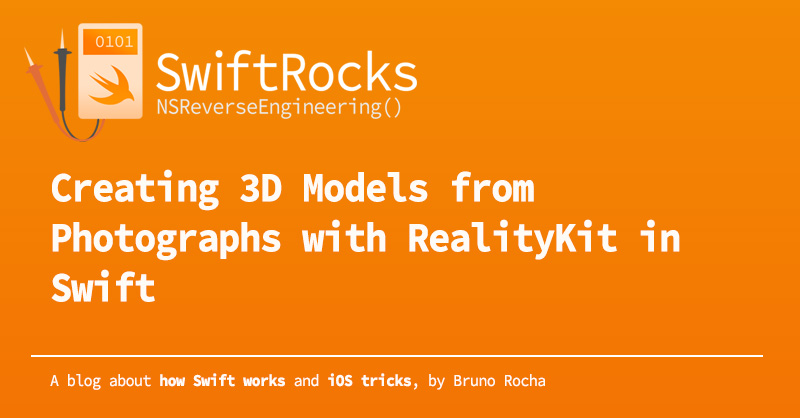 0101
SwiftRocks
NSReverseEngineering()
Creating 3D Models from
Photographs with RealityKit in
Swift
A blog about how Swift works and iOS tricks, by Bruno Rocha